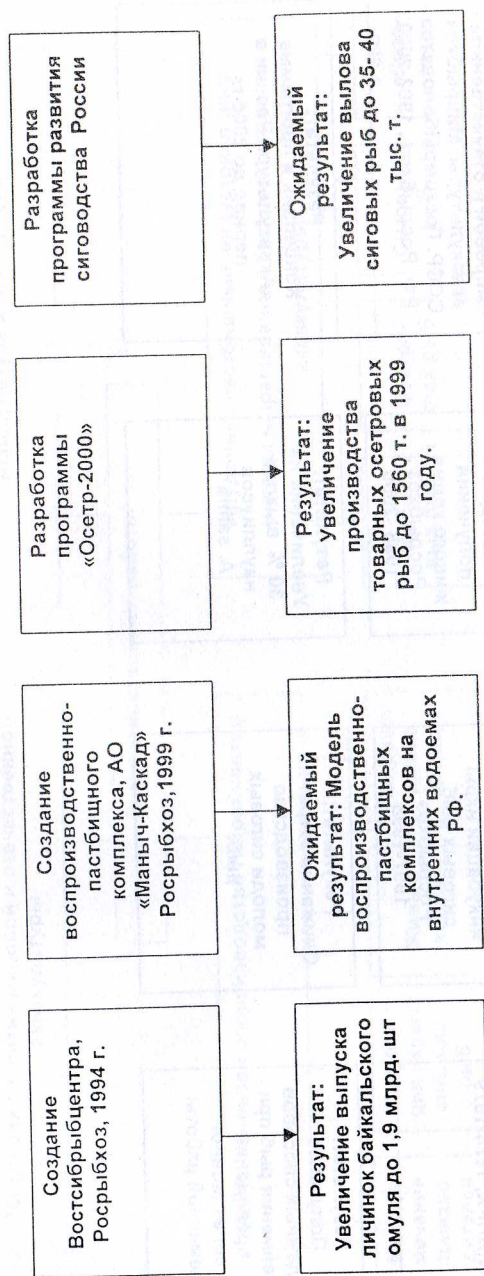 Создание
Востсибрыбцентра,
Росрыбхоз, 1994 г.
Результат:
Увеличение выпуска
личинок байкальского
омуля до 1,9 млрд. шт
Создание
воспроизводственно-
пастбищного
комплекса, АО
«Маныч-Каскад»
Росрыбхоз,1999 г.
Ожидаемый
результат: Модель
воспроизводственно-
пастбищных
комплексов на
внутренних водоемах
РФ.
Разработка
программы
«Осетр-2000»
Результат:
Увеличение
производства
товарных осетровых
рыб до 1560 т. в 1999
году.
Разработка
программы развития
сиговодства России
Ожидаемый
результат:
Увеличение вылова
сиговых рыб до 35- 40
тыс. т.